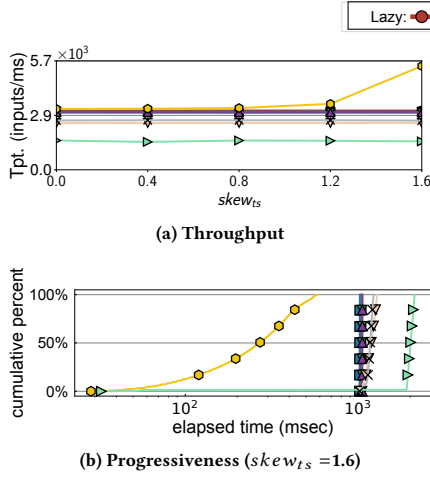 Lazy:
×10³
5.7
2.9
0.0
Tpt. (inputs/ms)
0.0 0.4 0.8 1.2 1.6
skew_ts
(a) Throughput
100%
50%
0%
cumulative percent
10² 10³
elapsed time (msec)
(b) Progressiveness (skew_ts =1.6)